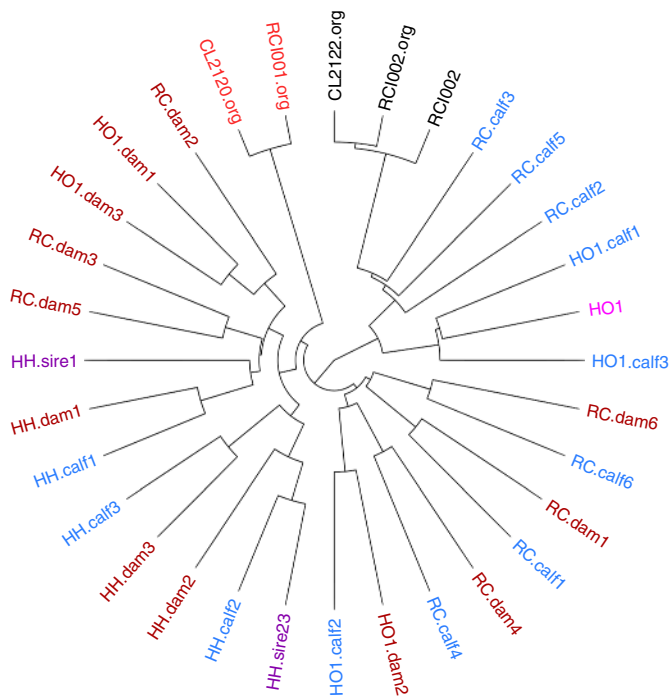 CL2122.org
RCI002.org
RCI002
RC.calf3
RC.calf5
RC.calf2
HO1.calf1
HO1
HO1.calf3
RC.dam6
RC.calf6
RC.dam1
RC.calf1
RC.dam4
RC.calf4
HO1.dam2
HO1.calf2
HH.sire23
HH.calf2
HH.dam2
HH.dam3
HH.calf3
HH.calf1
HH.dam1
HH.sire1
RC.dam5
RC.dam3
HO1.dam3
HO1.dam1
RC.dam2
CL2120.org
RCI001.org